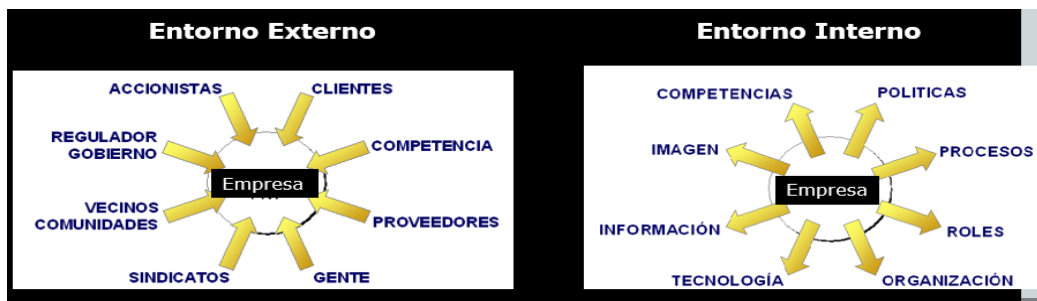 Entorno Externo
ACCIONISTAS
CLIENTES
REGULADOR
GOBIERNO
COMPETENCIA
Empresa
VECINOS
COMUNIDADES
PROVEEDORES
SINDICATOS
GENTE
Entorno Interno
COMPETENCIAS
POLITICAS
IMAGEN
PROCESOS
Empresa
INFORMACIÓN
ROLES
TECNOLOGÍA
ORGANIZACIÓN